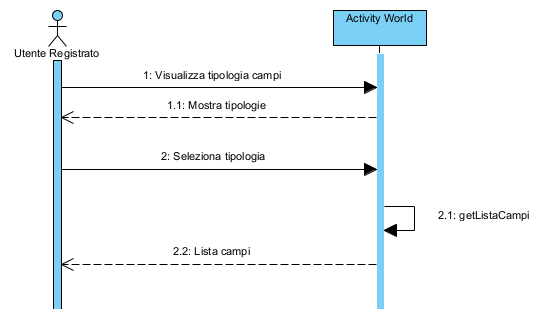 Activity World
Utente Registrato
1: Visualizza tipologia campi
1.1: Mostra tipologie
2: Seleziona tipologia
2.1: getListaCampi
2.2: Lista campi